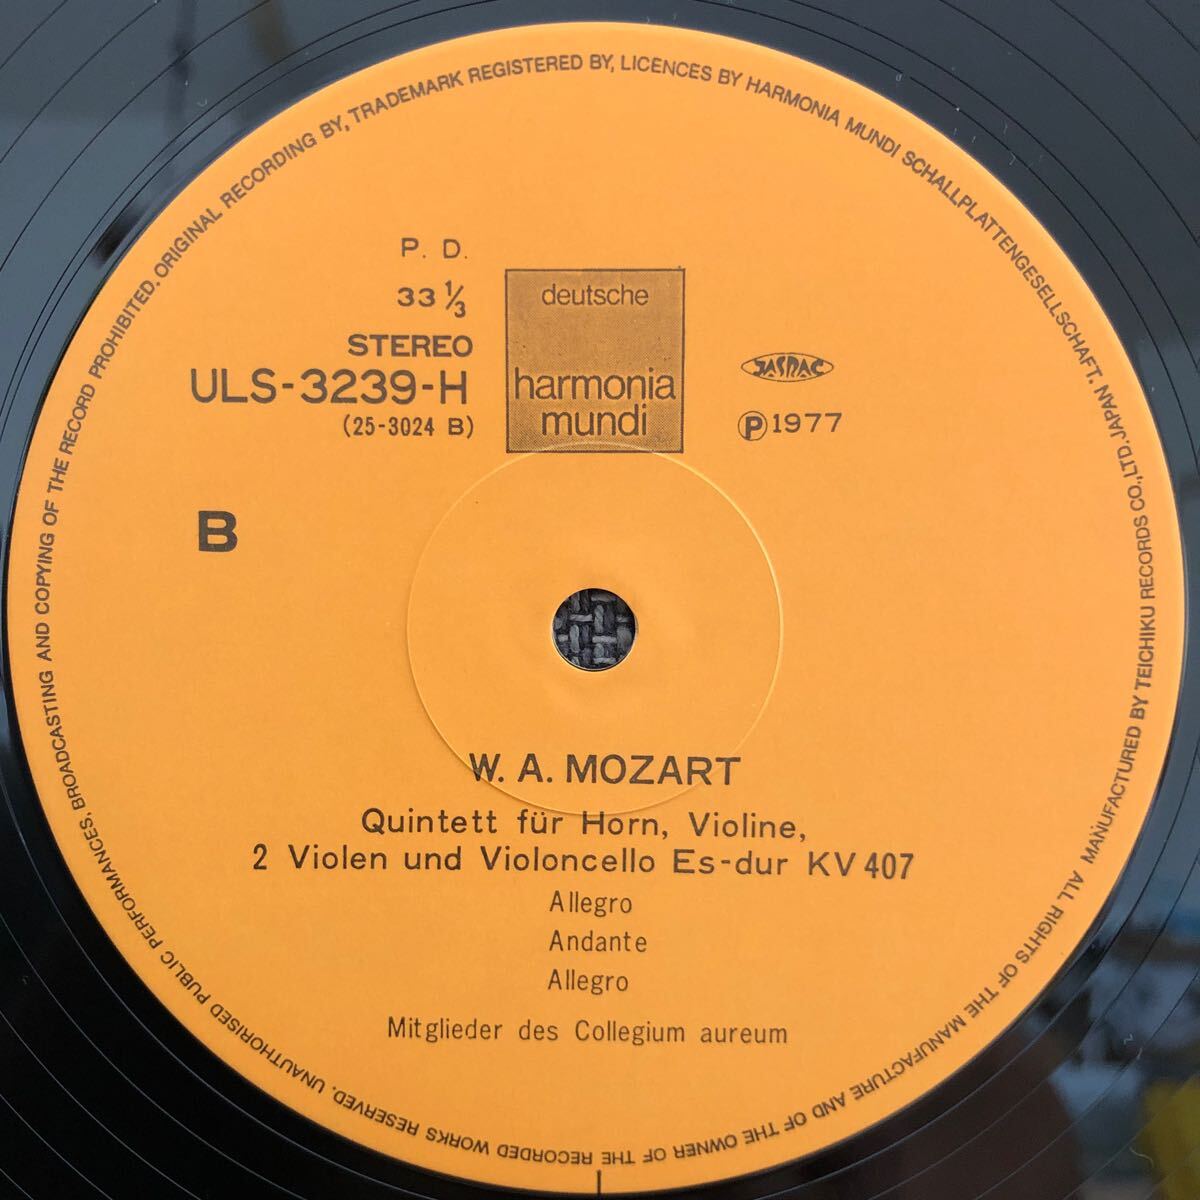 TRADEMARK REGISTERED BY, LICENCES BY HARMONIA MUNDI SCHALLPLATTENGESELLSCHAFT. JAPAN. MANUFACTURED BY TEICHIKU RECORDS CO., LTD. ALL RIGHTS OF THE MANUFACTURE AND OF THE OWNER OF THE RECORDED WORKS RESERVED. UNAUTHORISED PUBLIC PERFORMANCES, BROADCASTING AND COPYING OF THE RECORD PROHIBITED. ORIGINAL RECORDING BY,
P. D.
33 1/3
STEREO
ULS-3239-H
(25-3024 B)
deutsche
harmonia
mundi
JASRAC
Ⓟ1977
B
W. A. MOZART
Quintett für Horn, Violine,
2 Violen und Violoncello Es-dur KV 407
Allegro
Andante
Allegro
Mitglieder des Collegium aureum